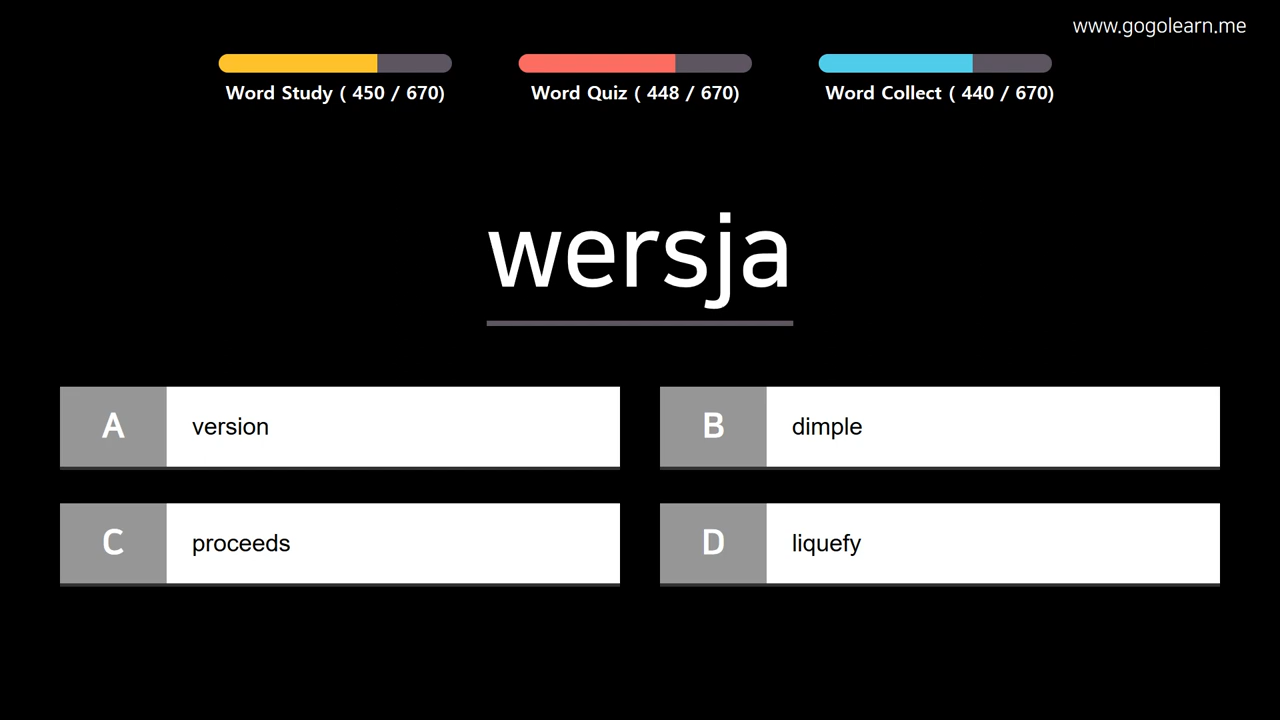 www.gogolearn.me
Word Study ( 450 / 670)
Word Quiz ( 448 / 670)
Word Collect ( 440 / 670)
wersja
A version
B dimple
C proceeds
D liquefy